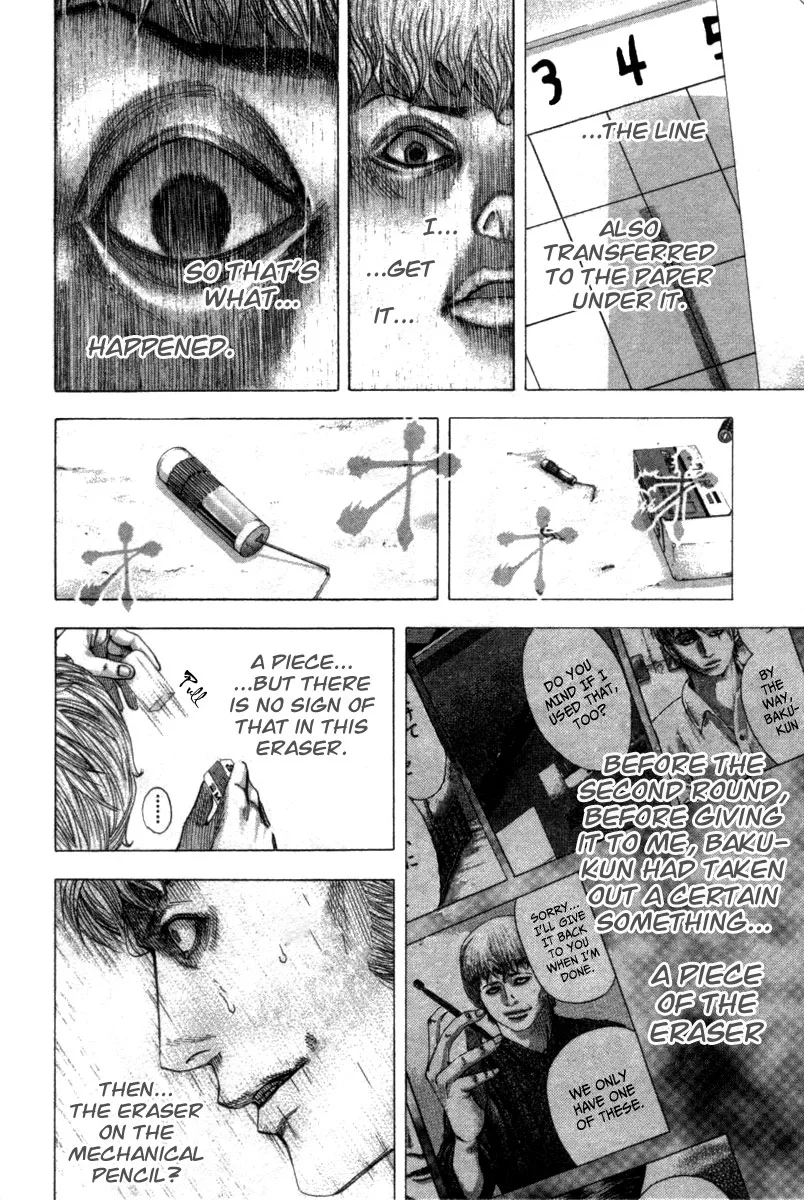 3 4 5
...THE LINE
ALSO
TRANSFERRED
TO THE PAPER
UNDER IT.
I...
...GET
IT...
SO THAT'S
WHAT...
HAPPENED.
BY
THE
WAY,
BAKU-
KUN
DO YOU
MIND IF I
USED THAT,
TOO?
BEFORE THE
SECOND ROUND,
BEFORE GIVING
IT TO ME, BAKU-
KUN HAD TAKEN
OUT A CERTAIN
SOMETHING...
SORRY...
I'LL GIVE
IT BACK
TO YOU
WHEN I'M
DONE.
A PIECE
OF THE
ERASER
WE ONLY
HAVE ONE
OF THESE.
A PIECE...
...BUT THERE
IS NO SIGN OF
THAT IN THIS
ERASER.
Pull
......
THEN...
THE ERASER
ON THE
MECHANICAL
PENCIL?